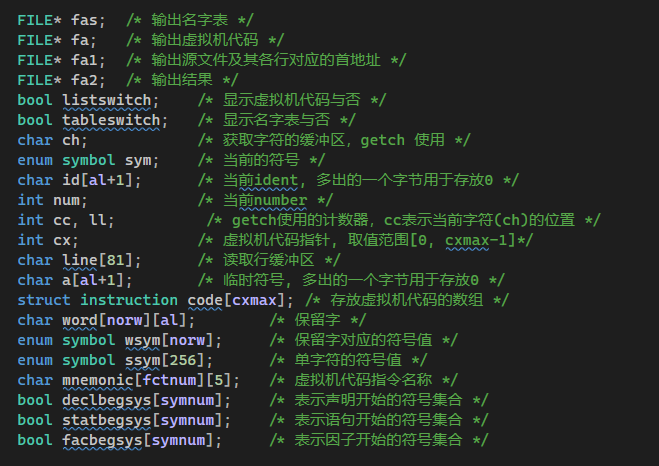 FILE* fas;  /* 输出名字表 */
FILE* fa;   /* 输出虚拟机代码 */
FILE* fa1;  /* 输出源文件及其各行对应的首地址 */
FILE* fa2;  /* 输出结果 */
bool listswitch;    /* 显示虚拟机代码与否 */
bool tableswitch;   /* 显示名字表与否 */
char ch;            /* 获取字符的缓冲区，getch 使用 */
enum symbol sym;    /* 当前的符号 */
char id[al+1];      /* 当前ident，多出的一个字节用于存放0 */
int num;            /* 当前number */
int cc, ll;          /* getch使用的计数器，cc表示当前字符(ch)的位置 */
int cx;             /* 虚拟机代码指针，取值范围[0, cxmax-1]*/
char line[81];      /* 读取行缓冲区 */
char a[al+1];       /* 临时符号，多出的一个字节用于存放0 */
struct instruction code[cxmax]; /* 存放虚拟机代码的数组 */
char word[norw][al];        /* 保留字 */
enum symbol wsym[norw];     /* 保留字对应的符号值 */
enum symbol ssym[256];      /* 单字符的符号值 */
char mnemonic[fctnum][5];   /* 虚拟机代码指令名称 */
bool declbegsys[symnum];    /* 表示声明开始的符号集合 */
bool statbegsys[symnum];    /* 表示语句开始的符号集合 */
bool facbegsys[symnum];     /* 表示因子开始的符号集合 */